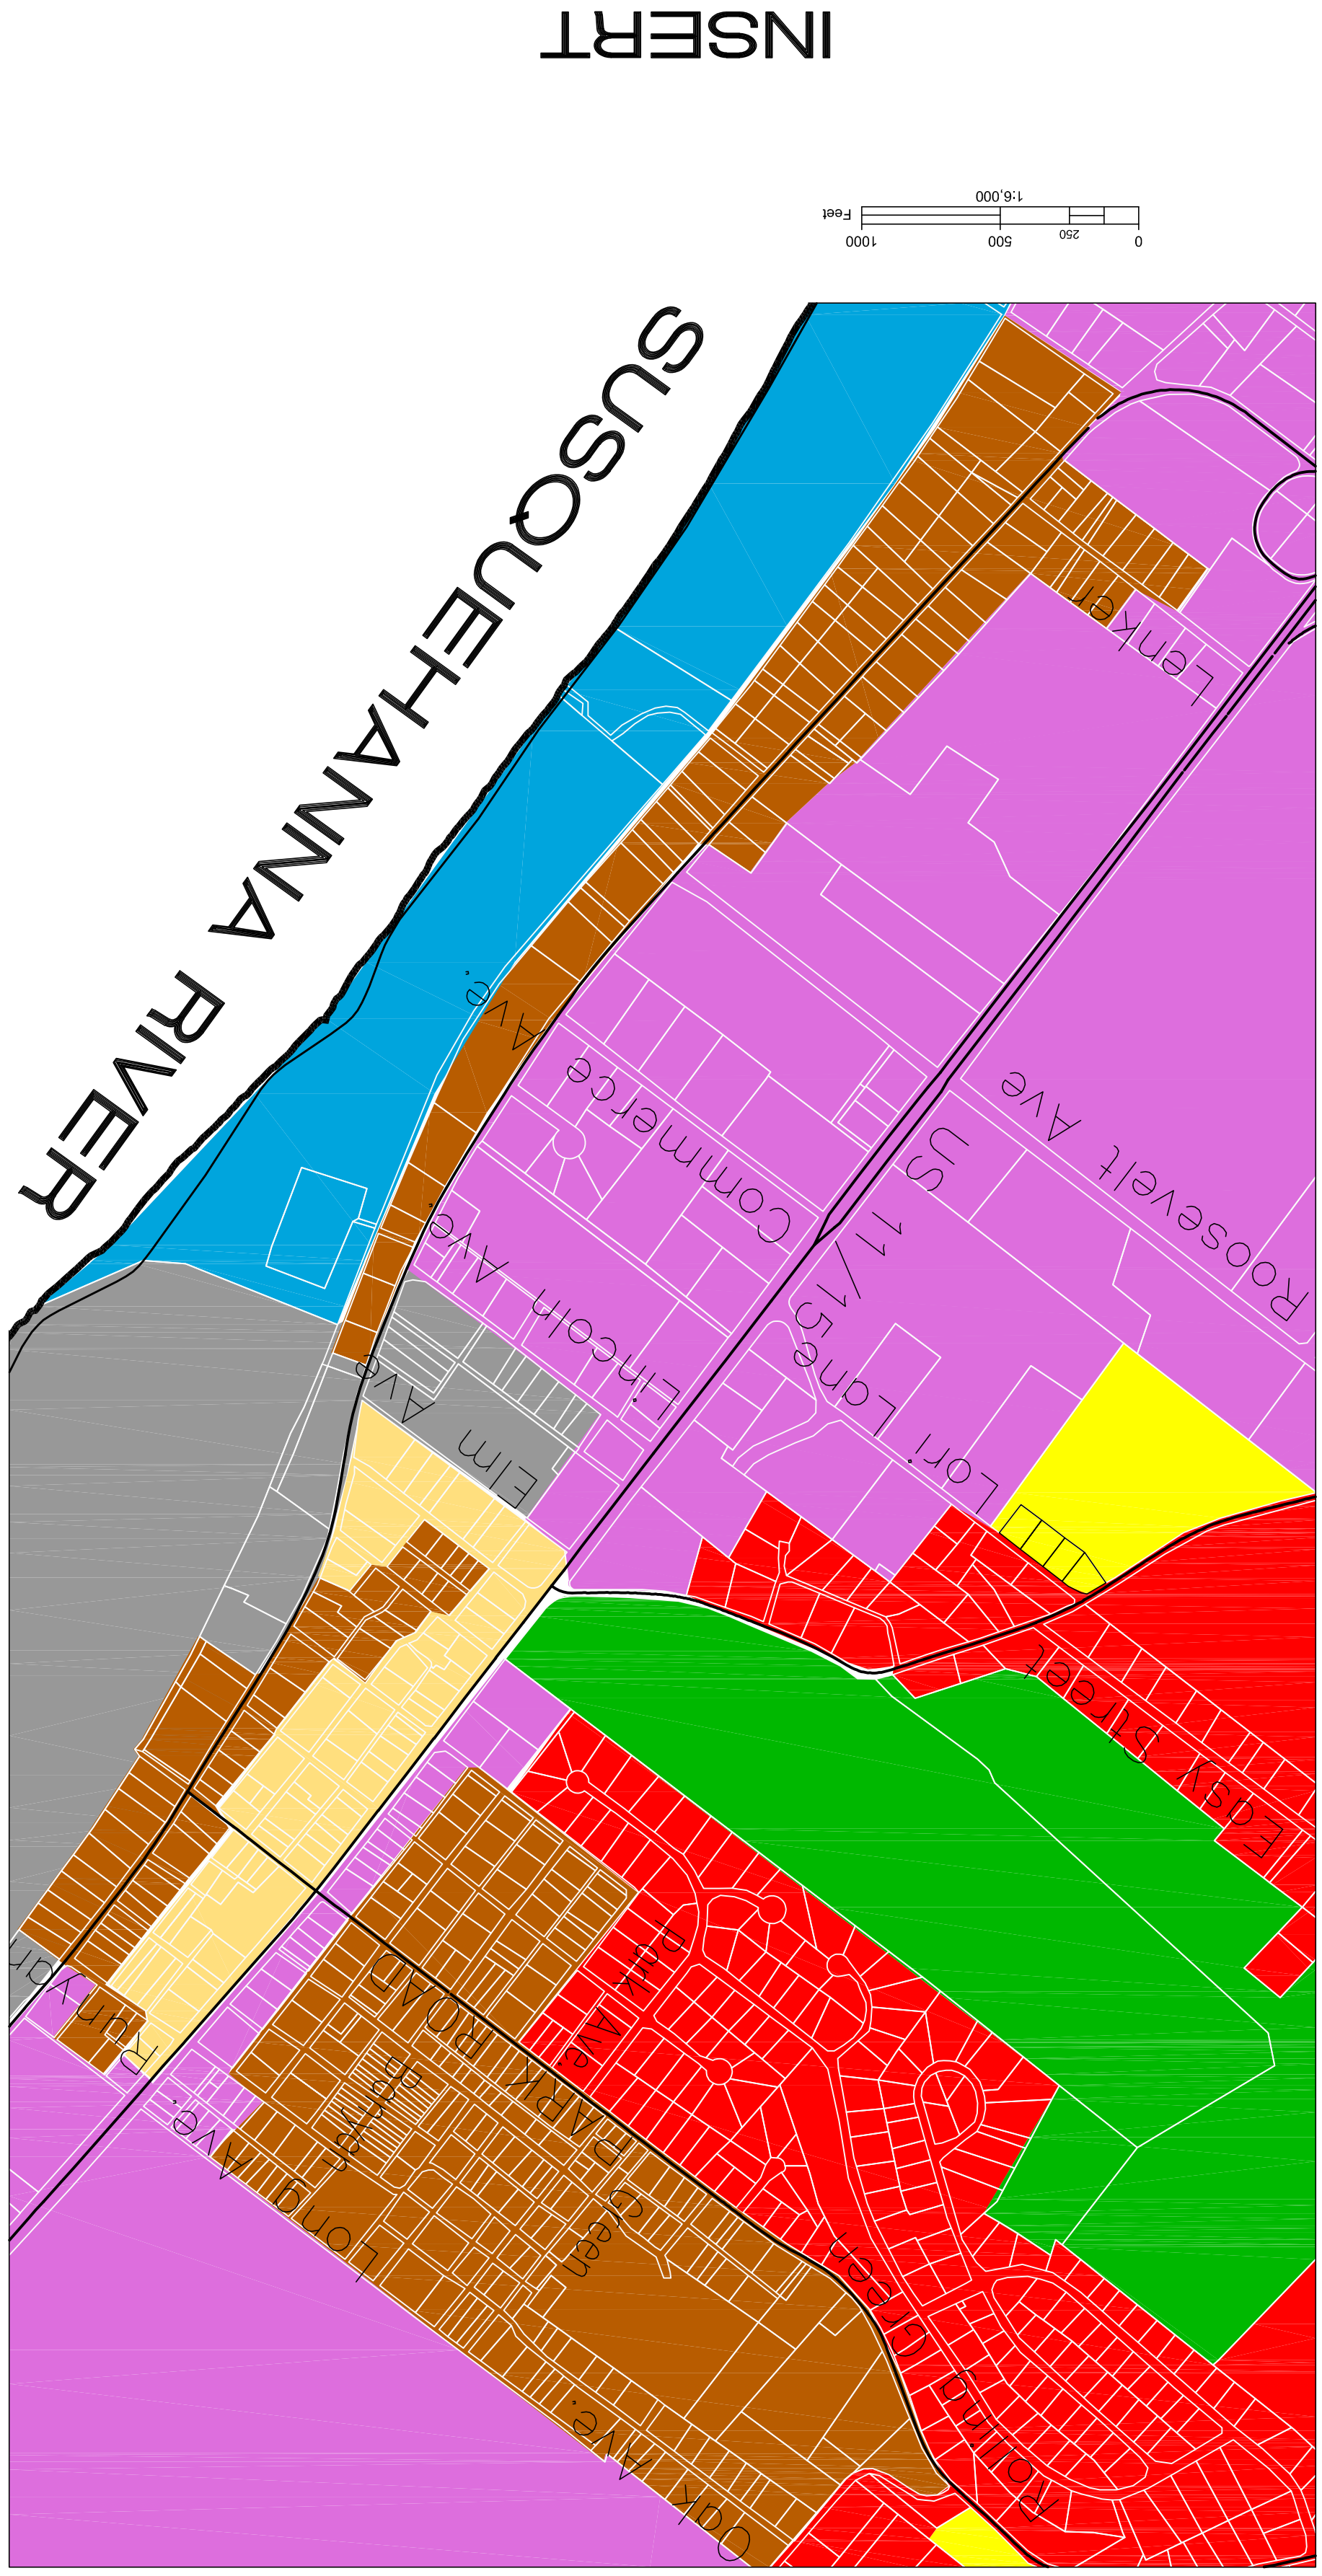 INSERT
1:6,000
Feet
0 250 500 1000
SUSQUEHANNA RIVER
Lenker
Ave.
Commerce
Roosevelt Ave
US 11/15
Lincoln Ave.
Lori Lane
Elm Ave
Easy Street
Park Ave.
PARK ROAD
Runyan
Banyan
Long Ave.
Green
Rolling Green
Oak Ave.